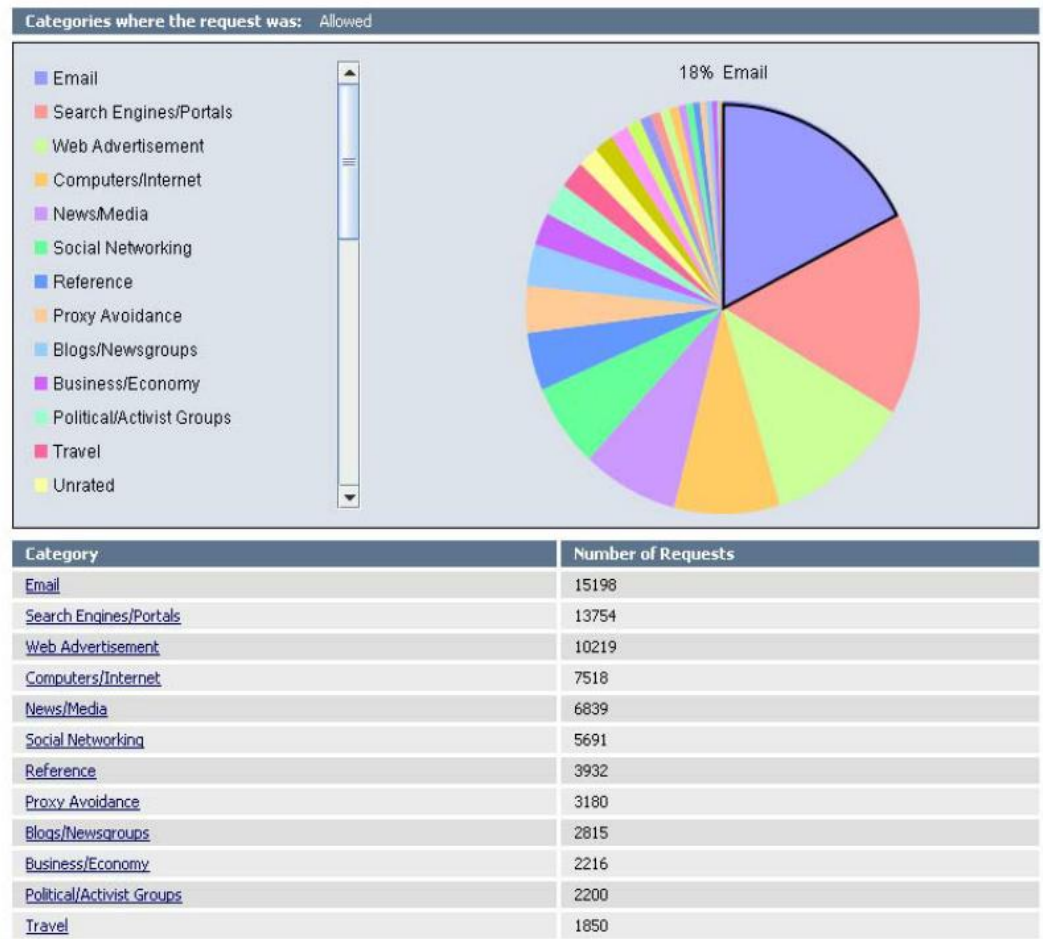 Categories where the request was: Allowed
18% Email
Email
Search Engines/Portals
Web Advertisement
Computers/Internet
News/Media
Social Networking
Reference
Proxy Avoidance
Blogs/Newsgroups
Business/Economy
Political/Activist Groups
Travel
Unrated
Category Number of Requests
Email 15198
Search Engines/Portals 13754
Web Advertisement 10219
Computers/Internet 7518
News/Media 6839
Social Networking 5691
Reference 3932
Proxy Avoidance 3180
Blogs/Newsgroups 2815
Business/Economy 2216
Political/Activist Groups 2200
Travel 1850